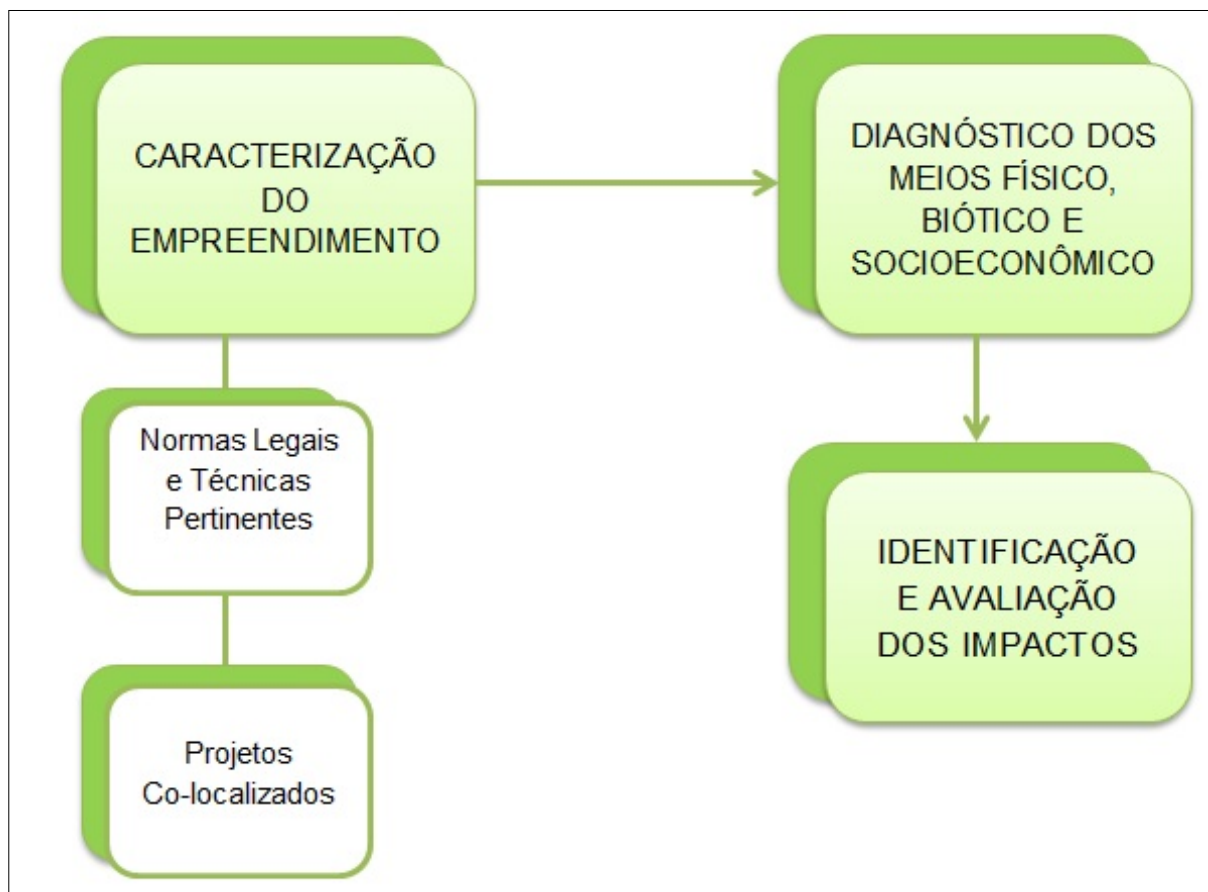 CARACTERIZAÇÃO
DO
EMPREENDIMENTO
DIAGNÓSTICO DOS
MEIOS FÍSICO,
BIÓTICO E
SOCIOECONÔMICO
Normas Legais
e Técnicas
Pertinentes
IDENTIFICAÇÃO
E AVALIAÇÃO
DOS IMPACTOS
Projetos
Co-localizados